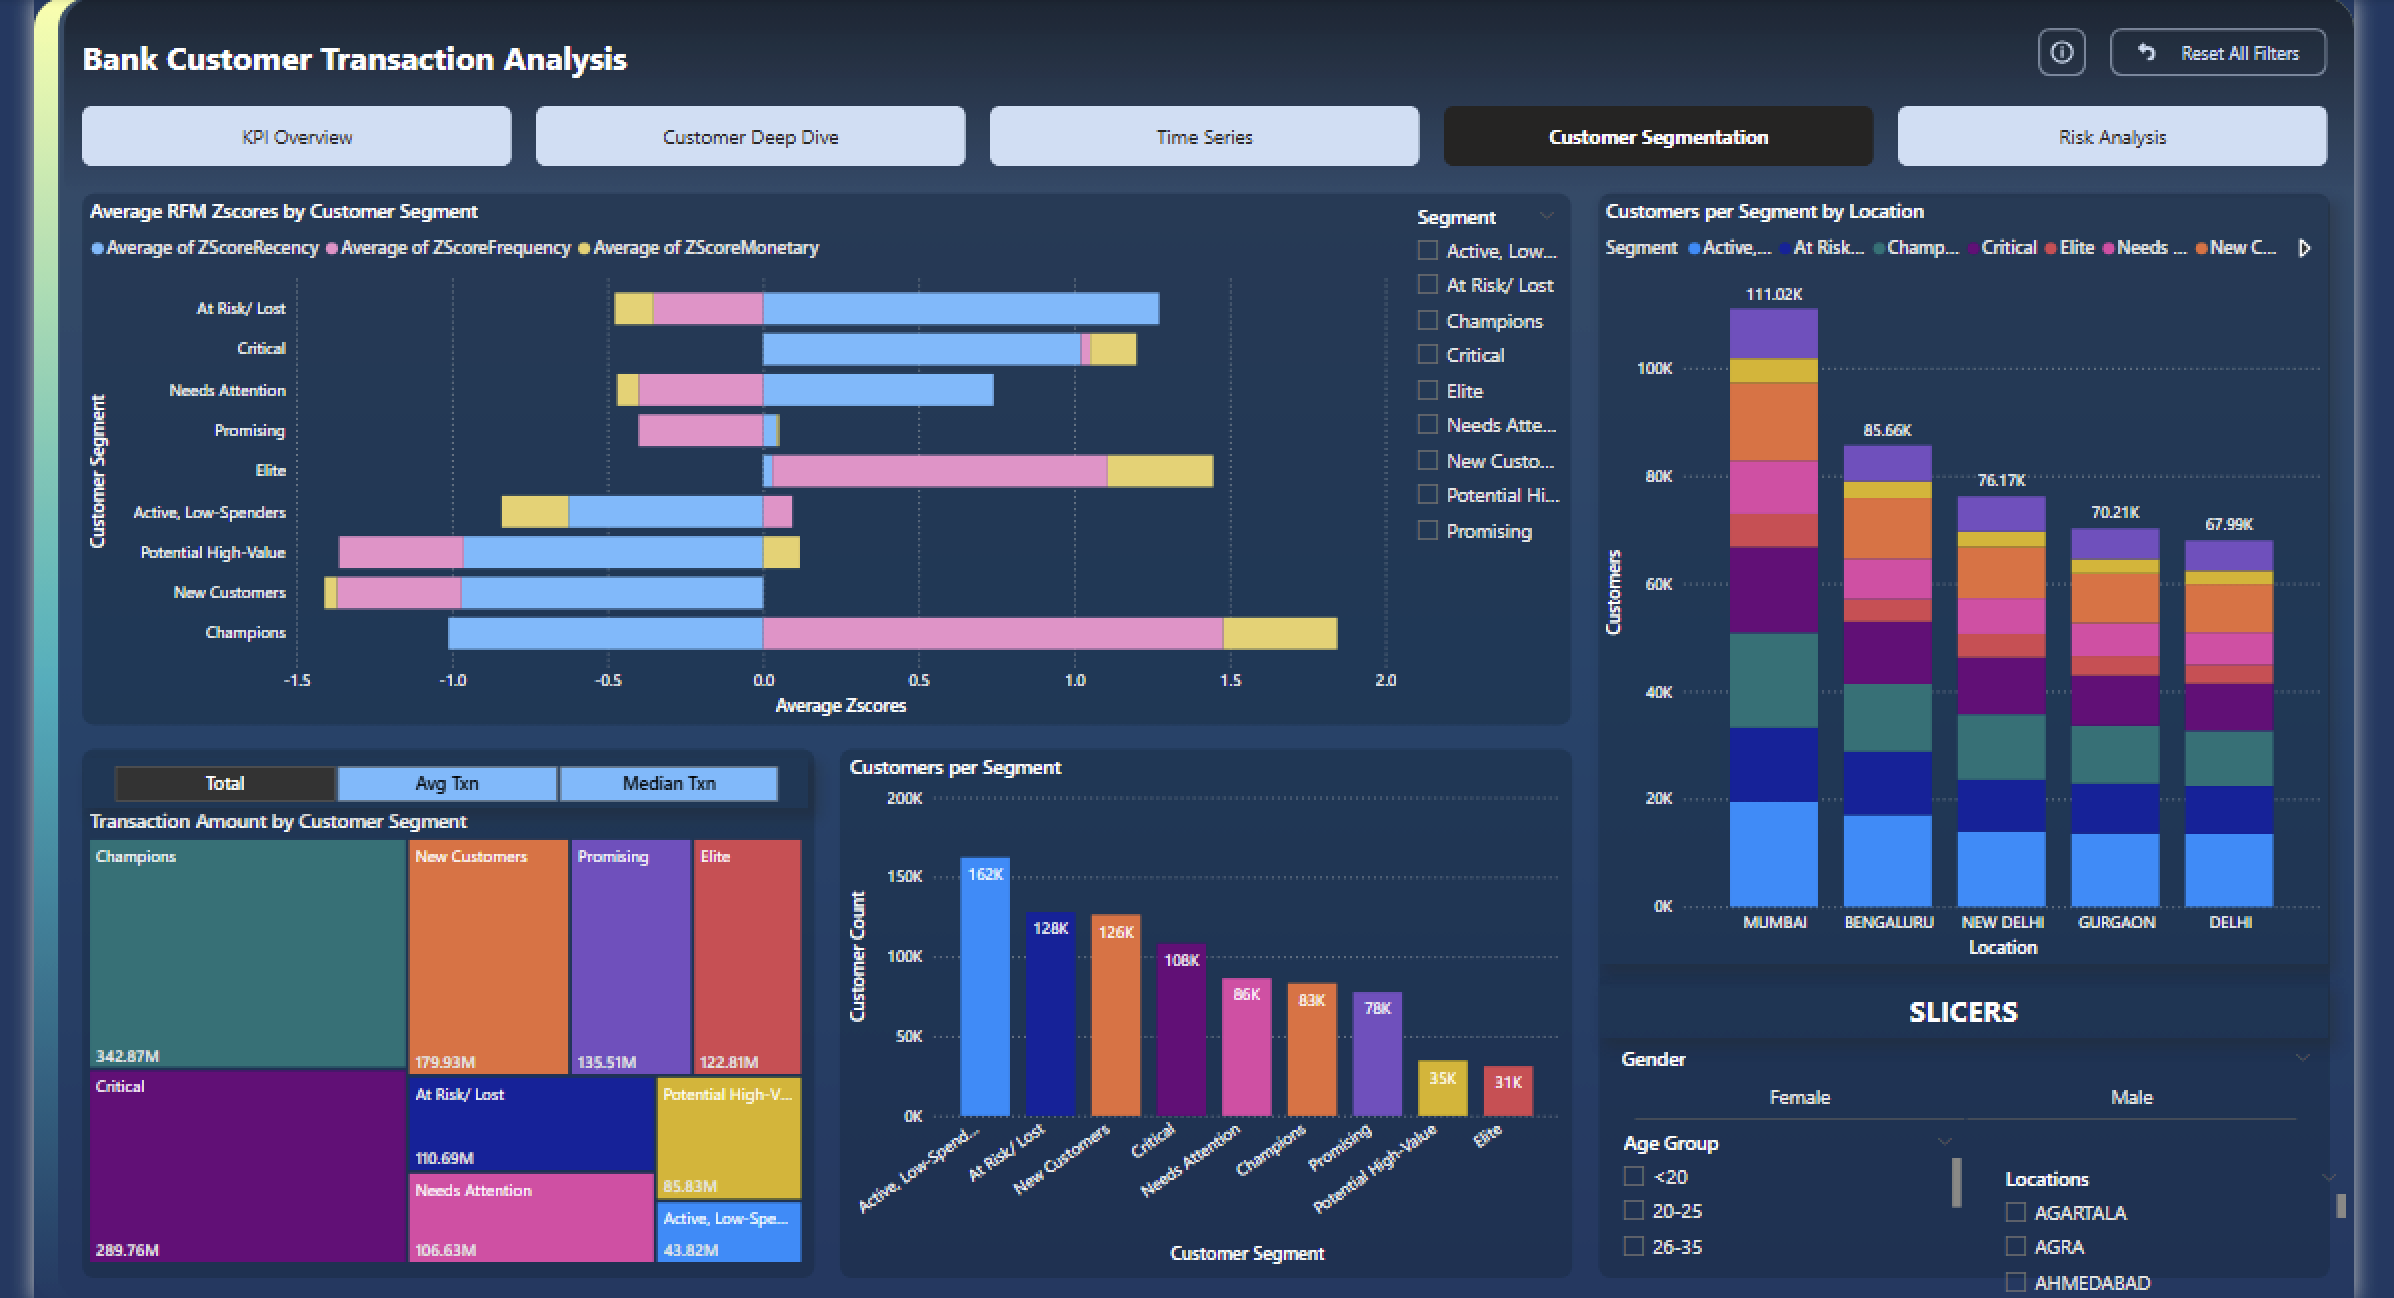 Bank Customer Transaction Analysis
Reset All Filters
KPI Overview
Customer Deep Dive
Time Series
Customer Segmentation
Risk Analysis
Average RFM Zscores by Customer Segment
Average of ZScoreRecency Average of ZScoreFrequency Average of ZScoreMonetary
Customer Segment
At Risk/ Lost
Critical
Needs Attention
Promising
Elite
Active, Low-Spenders
Potential High-Value
New Customers
Champions
-1.5 -1.0 -0.5 0.0 0.5 1.0 1.5 2.0
Average Zscores
Segment
Active, Low...
At Risk/ Lost
Champions
Critical
Elite
Needs Atte...
New Custo...
Potential Hi...
Promising
Customers per Segment by Location
Segment Active,... At Risk... Champ... Critical Elite Needs ... New C...
Customers
100K
80K
60K
40K
20K
0K
111.02K
85.66K
76.17K
70.21K
67.99K
MUMBAI BENGALURU NEW DELHI GURGAON DELHI
Location
Total
Avg Txn
Median Txn
Transaction Amount by Customer Segment
Champions
342.87M
New Customers
179.93M
Promising
135.51M
Elite
122.81M
Critical
289.76M
At Risk/ Lost
110.69M
Potential High-V...
85.83M
Needs Attention
106.63M
Active, Low-Spe...
43.82M
Customers per Segment
Customer Count
200K
150K
100K
50K
0K
162K
128K
126K
108K
86K
83K
78K
35K
31K
Active, Low-Spend...
At Risk/ Lost
New Customers
Critical
Needs Attention
Champions
Promising
Potential High-Value
Elite
Customer Segment
SLICERS
Gender
Female
Male
Age Group
<20
20-25
26-35
Locations
AGARTALA
AGRA
AHMEDABAD